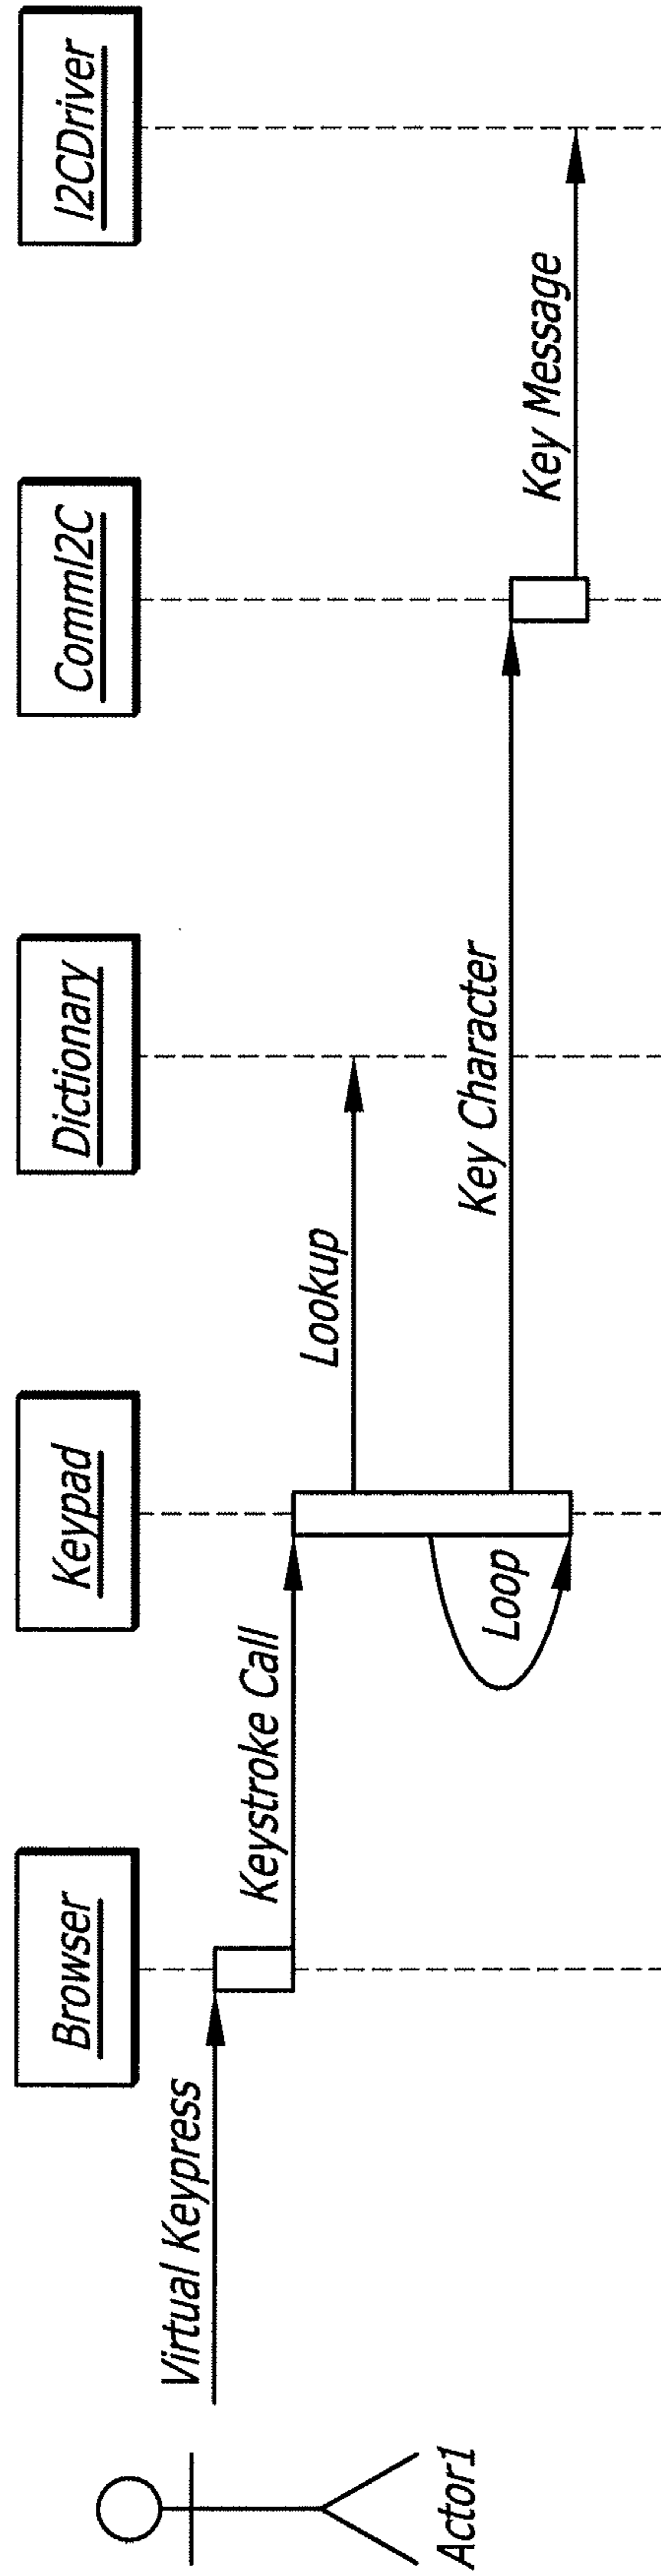 Browser
Keypad
Dictionary
CommI2C
I2CDriver
Virtual Keypress
Keystroke Call
Lookup
Loop
Key Character
Key Message
Actor1